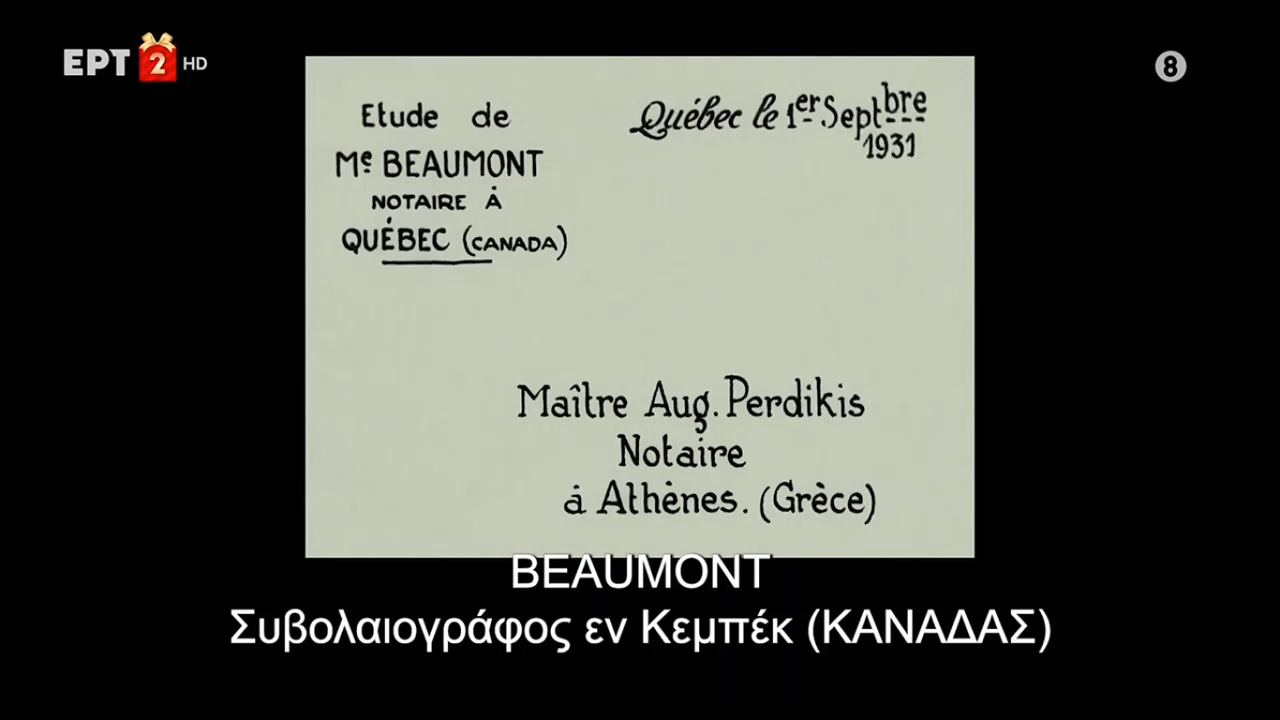 ΕΡΤ 2 HD
8
Etude de
Me BEAUMONT
NOTAIRE À
QUÉBEC (CANADA)
Québec le 1er Septbre
1931
Maître Aug. Perdikis
Notaire
à Athènes. (Grèce)
BEAUMONT
Συβολαιογράφος εν Κεμπέκ (ΚΑΝΑΔΑΣ)